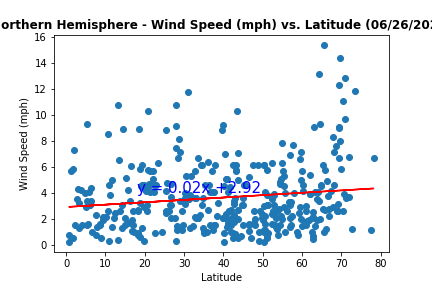 orthern Hemisphere - Wind Speed (mph) vs. Latitude (06/26/202
16
14
12
10
8
6
4
2
0
Wind Speed (mph)
y = 0.02x +2.92
0 10 20 30 40 50 60 70 80
Latitude